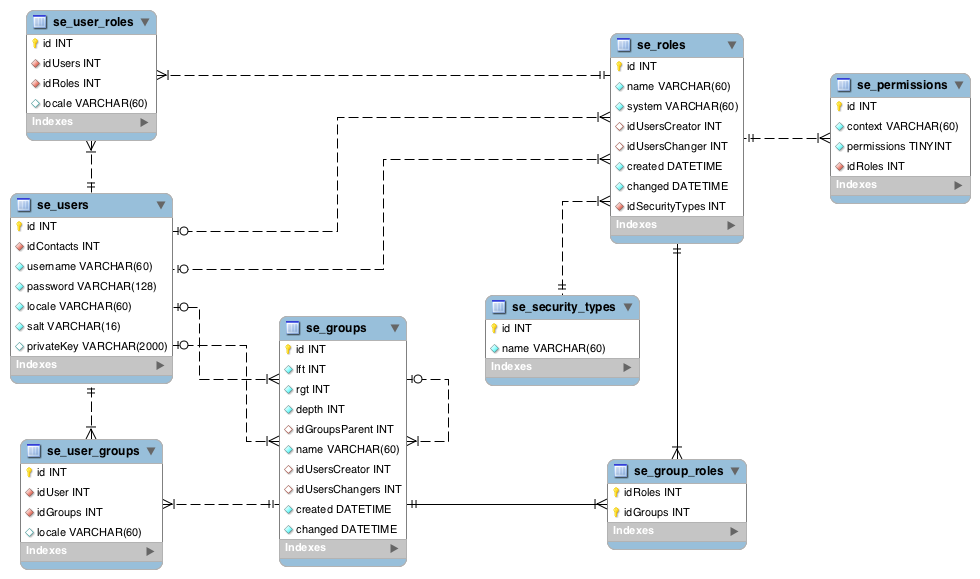 se_user_roles
id INT
idUsers INT
idRoles INT
locale VARCHAR(60)
Indexes
se_roles
id INT
name VARCHAR(60)
system VARCHAR(60)
idUsersCreator INT
idUsersChanger INT
created DATETIME
changed DATETIME
idSecurityTypes INT
Indexes
se_permissions
id INT
context VARCHAR(60)
permissions TINYINT
idRoles INT
Indexes
se_users
id INT
idContacts INT
username VARCHAR(60)
password VARCHAR(128)
locale VARCHAR(60)
salt VARCHAR(16)
privateKey VARCHAR(2000)
Indexes
se_security_types
id INT
name VARCHAR(60)
Indexes
se_groups
id INT
lft INT
rgt INT
depth INT
idGroupsParent INT
name VARCHAR(60)
idUsersCreator INT
idUsersChangers INT
created DATETIME
changed DATETIME
Indexes
se_user_groups
id INT
idUser INT
idGroups INT
locale VARCHAR(60)
Indexes
se_group_roles
idRoles INT
idGroups INT
Indexes